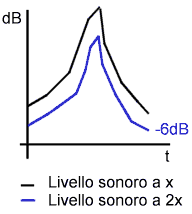 dB
-6dB
t
Livello sonoro a x
Livello sonoro a 2x